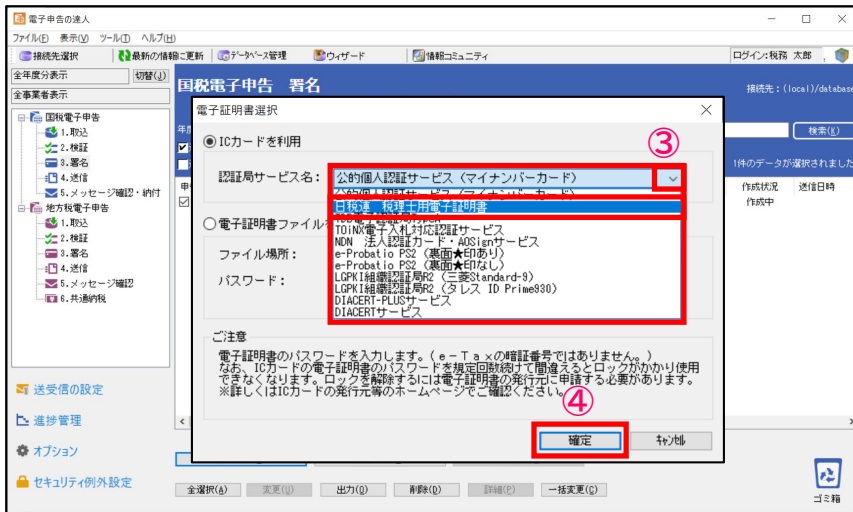 電子申告の達人
ファイル(F) 表示(V) ツール(T) ヘルプ(H)
接続先選択 最新の情報に更新 データベース管理 ウィザード 情報コミュニティ ログイン:税務 太郎
全年度分表示 切替(J)
全事業者表示
国税電子申告 署名
接続先：(local)/database
国税電子申告
1.取込
2.検証
3.署名
4.送信
5.メッセージ確認・納付
地方税電子申告
1.取込
2.検証
3.署名
4.送信
5.メッセージ確認
6.共通納税
検索(K)
1件のデータが選択されました
作成状況 送信日時
作成中
電子証明書選択
ICカードを利用
③
認証局サービス名： 公的個人認証サービス（マイナンバーカード）
公的個人認証サービス（マイナンバーカード）
日税連 税理士用電子証明書
TOiNX電子入札対応認証サービス
NDN 法人認証カード・AOSignサービス
e-Probatio PS2（裏面★印あり）
e-Probatio PS2（裏面★印なし）
LGPKI組織認証局R2（三菱Standard-9）
LGPKI組織認証局R2（タレス ID Prime930）
DIACERT-PLUSサービス
DIACERTサービス
電子証明書ファイルを
ファイル場所：
パスワード：
ご注意
電子証明書のパスワードを入力します。（ｅ－Ｔａｘの暗証番号ではありません。）
なお、ICカードの電子証明書のパスワードを規定回数続けて間違えるとロックがかかり使用
できなくなります。ロックを解除するには電子証明書の発行元に申請する必要があります。
※詳しくはICカードの発行元等のホームページでご確認ください。
④
確定 キャンセル
送受信の設定
進捗管理
オプション
セキュリティ例外設定
全選択(A) 変更(U) 出力(O) 削除(D) 詳細(P) 一括変更(C)
ゴミ箱